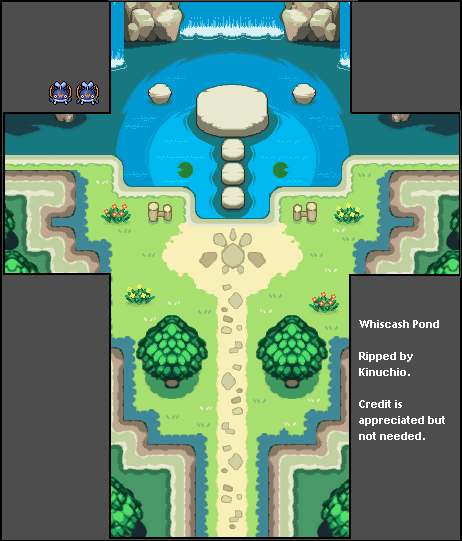 Whiscash Pond
Ripped by
Kinuchio.
Credit is
appreciated but
not needed.